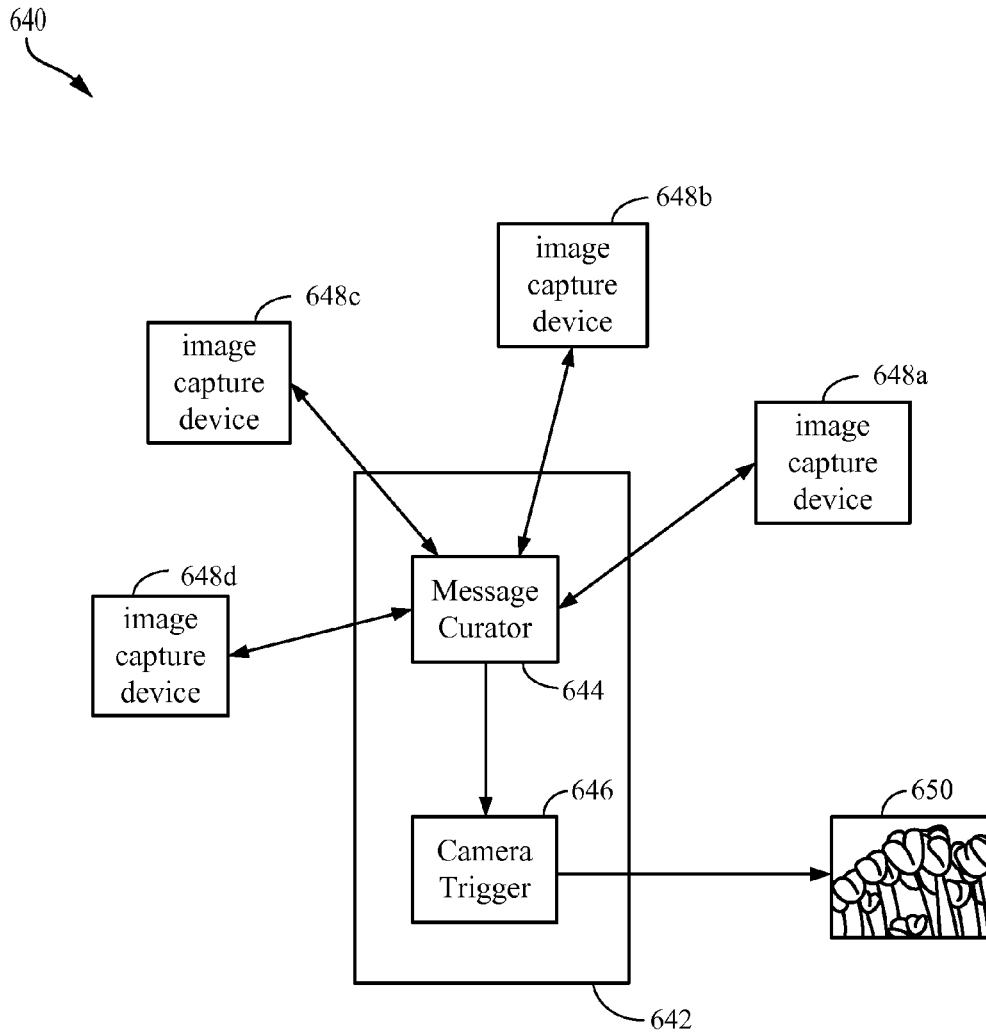 640
648b
image
capture
device
648c
image
capture
device
648a
image
capture
device
648d
image
capture
device
Message
Curator
644
646
Camera
Trigger
650
642